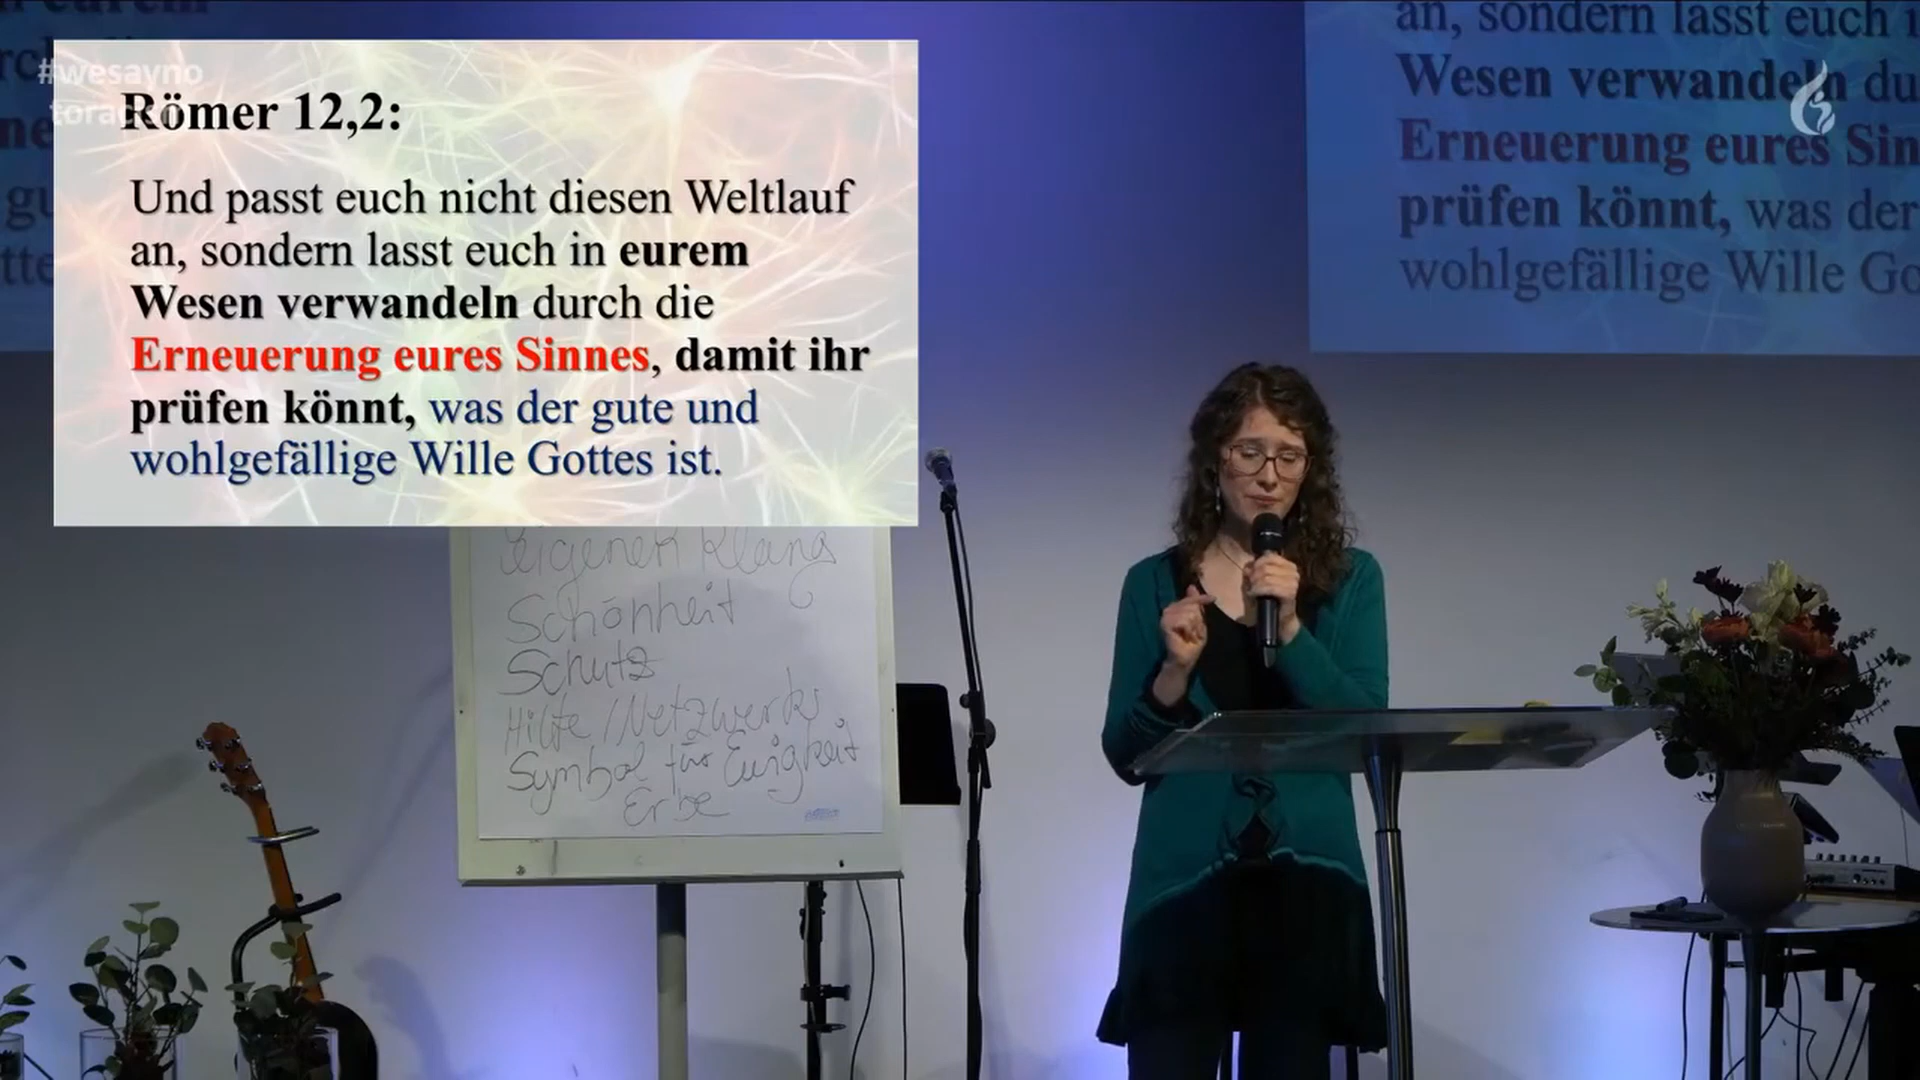 #wesayno
Römer 12,2:
Und passt euch nicht diesen Weltlauf
an, sondern lasst euch in eurem
Wesen verwandeln durch die
Erneuerung eures Sinnes, damit ihr
prüfen könnt, was der gute und
wohlgefällige Wille Gottes ist.
an, sondern lasst euch
Wesen verwandeln du
Erneuerung eures Sin
prüfen könnt, was der
wohlgefällige Wille Go
eigenen Klang
Schönheit
Schutz
Hilfe / Netzwerke
Symbol für Ewigkeit
Erbe